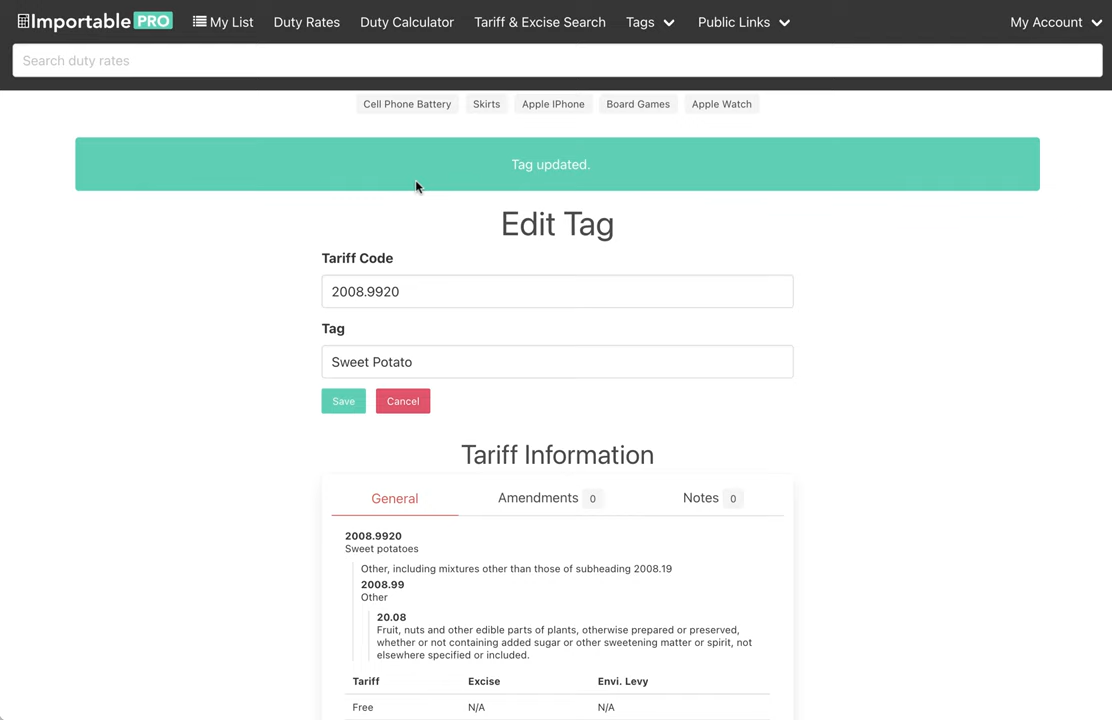 Importable PRO My List Duty Rates Duty Calculator Tariff & Excise Search Tags Public Links My Account
Search duty rates
Cell Phone Battery Skirts Apple IPhone Board Games Apple Watch
Tag updated.
Edit Tag
Tariff Code
2008.9920
Tag
Sweet Potato
Save Cancel
Tariff Information
General Amendments 0 Notes 0
2008.9920
Sweet potatoes
Other, including mixtures other than those of subheading 2008.19
2008.99
Other
20.08
Fruit, nuts and other edible parts of plants, otherwise prepared or preserved,
whether or not containing added sugar or other sweetening matter or spirit, not
elsewhere specified or included.
Tariff Excise Envi. Levy
Free N/A N/A